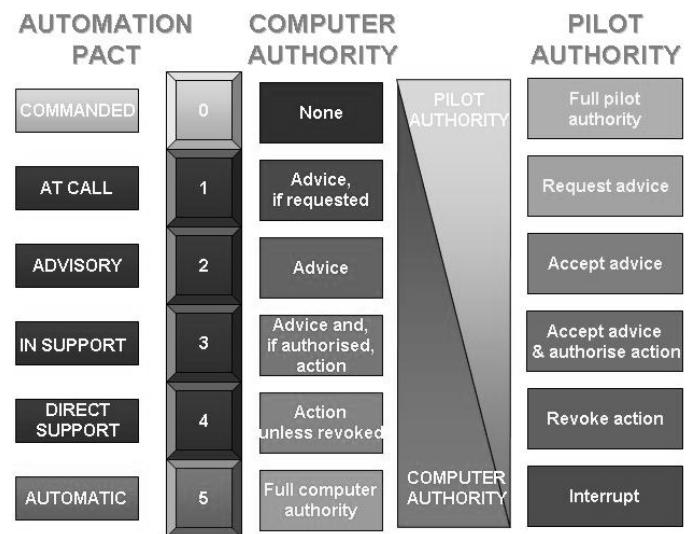 AUTOMATION
PACT
COMPUTER
AUTHORITY
PILOT
AUTHORITY
COMMANDED
0
None
PILOT
AUTHORITY
Full pilot
authority
AT CALL
1
Advice,
if requested
Request advice
ADVISORY
2
Advice
Accept advice
IN SUPPORT
3
Advice and,
if authorised,
action
Accept advice
& authorise action
DIRECT
SUPPORT
4
Action
unless revoked
Revoke action
AUTOMATIC
5
Full computer
authority
COMPUTER
AUTHORITY
Interrupt